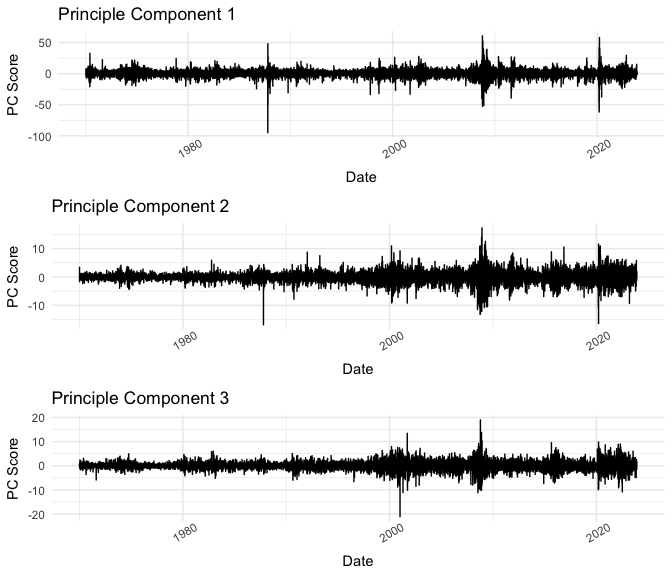 Principle Component 1
PC Score
50
0
-50
-100
1980
2000
2020
Date
Principle Component 2
PC Score
10
0
-10
1980
2000
2020
Date
Principle Component 3
PC Score
20
10
0
-10
-20
1980
2000
2020
Date